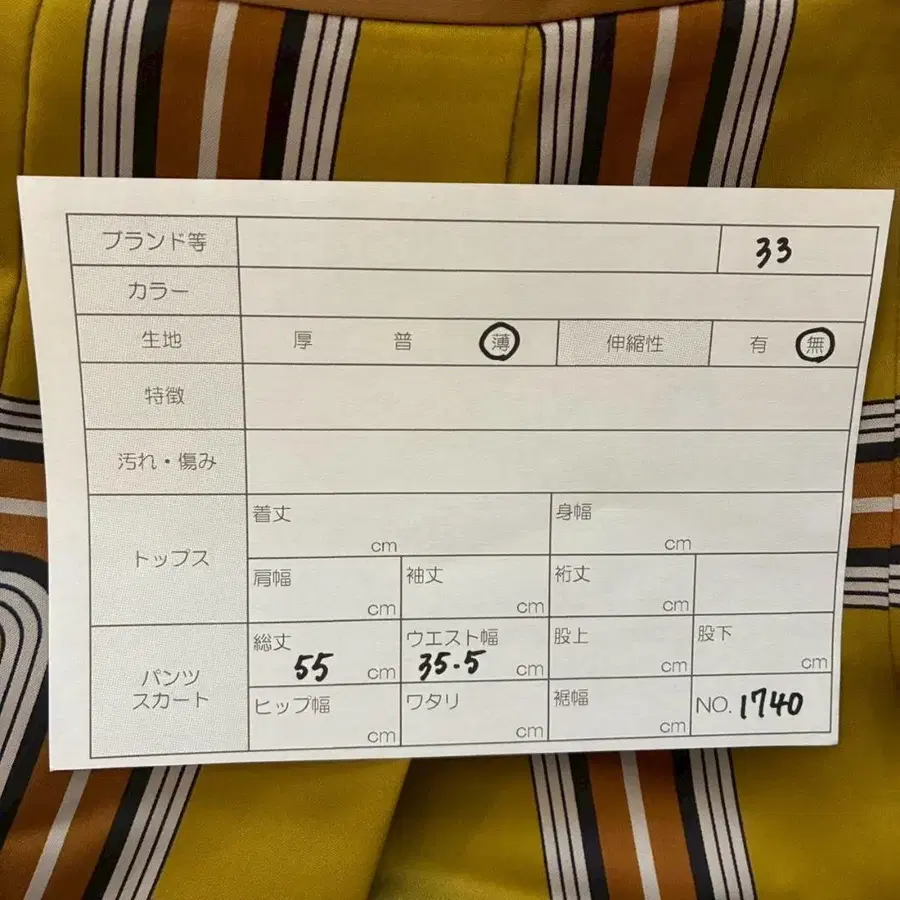 ブランド等 33
カラー
生地 厚 普 薄 伸縮性 有 無
特徴
汚れ・傷み
トップス
着丈 cm 身幅 cm
肩幅 cm 袖丈 cm 裄丈 cm
パンツ
スカート
総丈 55 cm ウエスト幅 35.5 cm 股上 cm 股下 cm
ヒップ幅 cm ワタリ cm 裾幅 cm NO. 1740